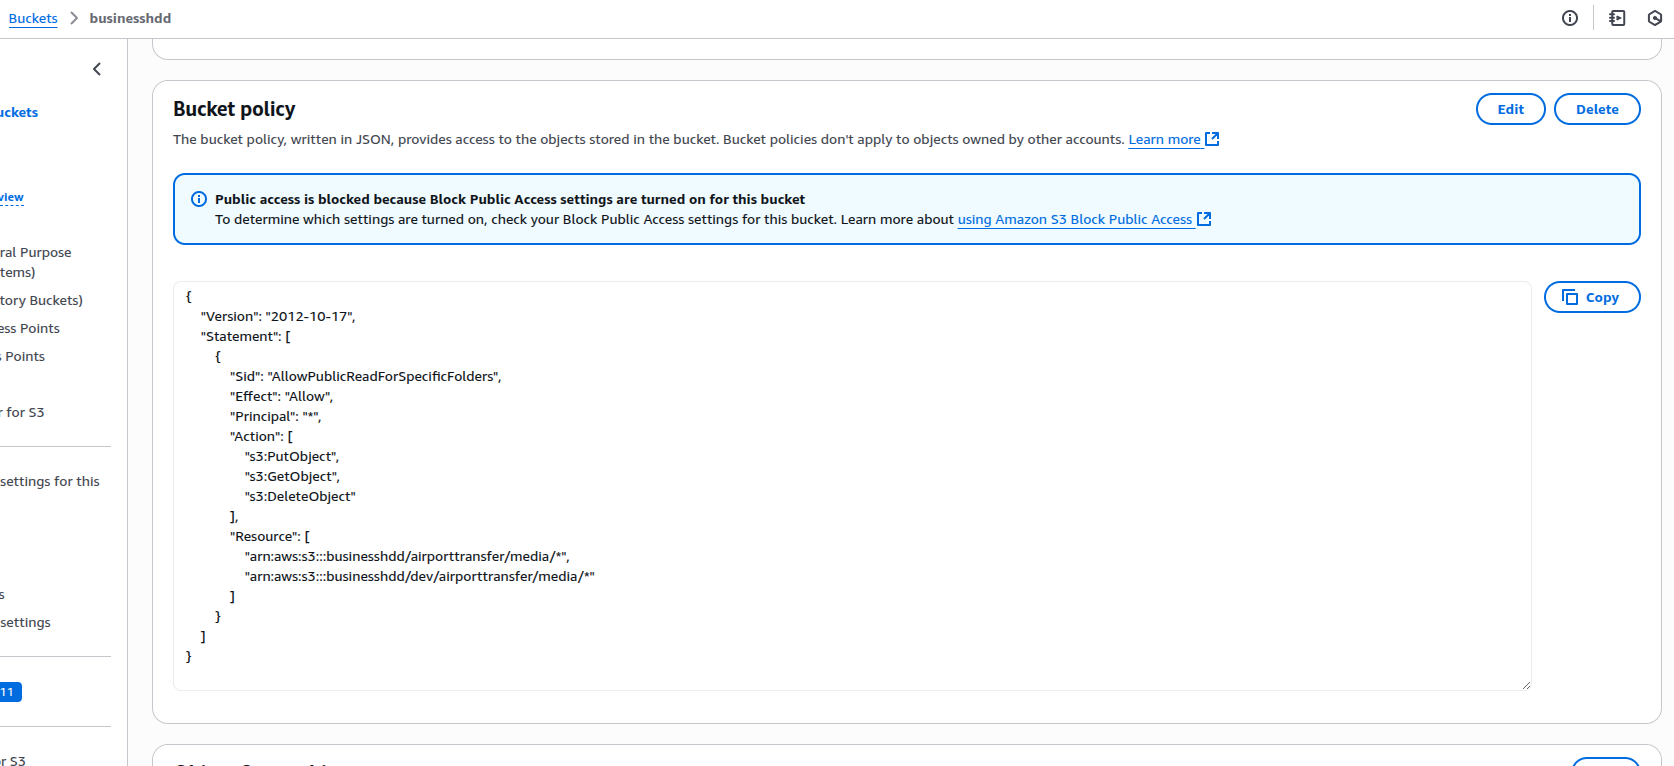 Buckets > businesshdd
uckets
view
ral Purpose
tems)
tory Buckets)
ess Points
s Points
r for S3
settings for this
s
settings
11
or S3
Bucket policy
Edit
Delete
The bucket policy, written in JSON, provides access to the objects stored in the bucket. Bucket policies don't apply to objects owned by other accounts. Learn more
Public access is blocked because Block Public Access settings are turned on for this bucket
To determine which settings are turned on, check your Block Public Access settings for this bucket. Learn more about using Amazon S3 Block Public Access
Copy
{
"Version": "2012-10-17",
"Statement": [
{
"Sid": "AllowPublicReadForSpecificFolders",
"Effect": "Allow",
"Principal": "*",
"Action": [
"s3:PutObject",
"s3:GetObject",
"s3:DeleteObject"
],
"Resource": [
"arn:aws:s3:::businesshdd/airporttransfer/media/*",
"arn:aws:s3:::businesshdd/dev/airporttransfer/media/*"
]
}
]
}